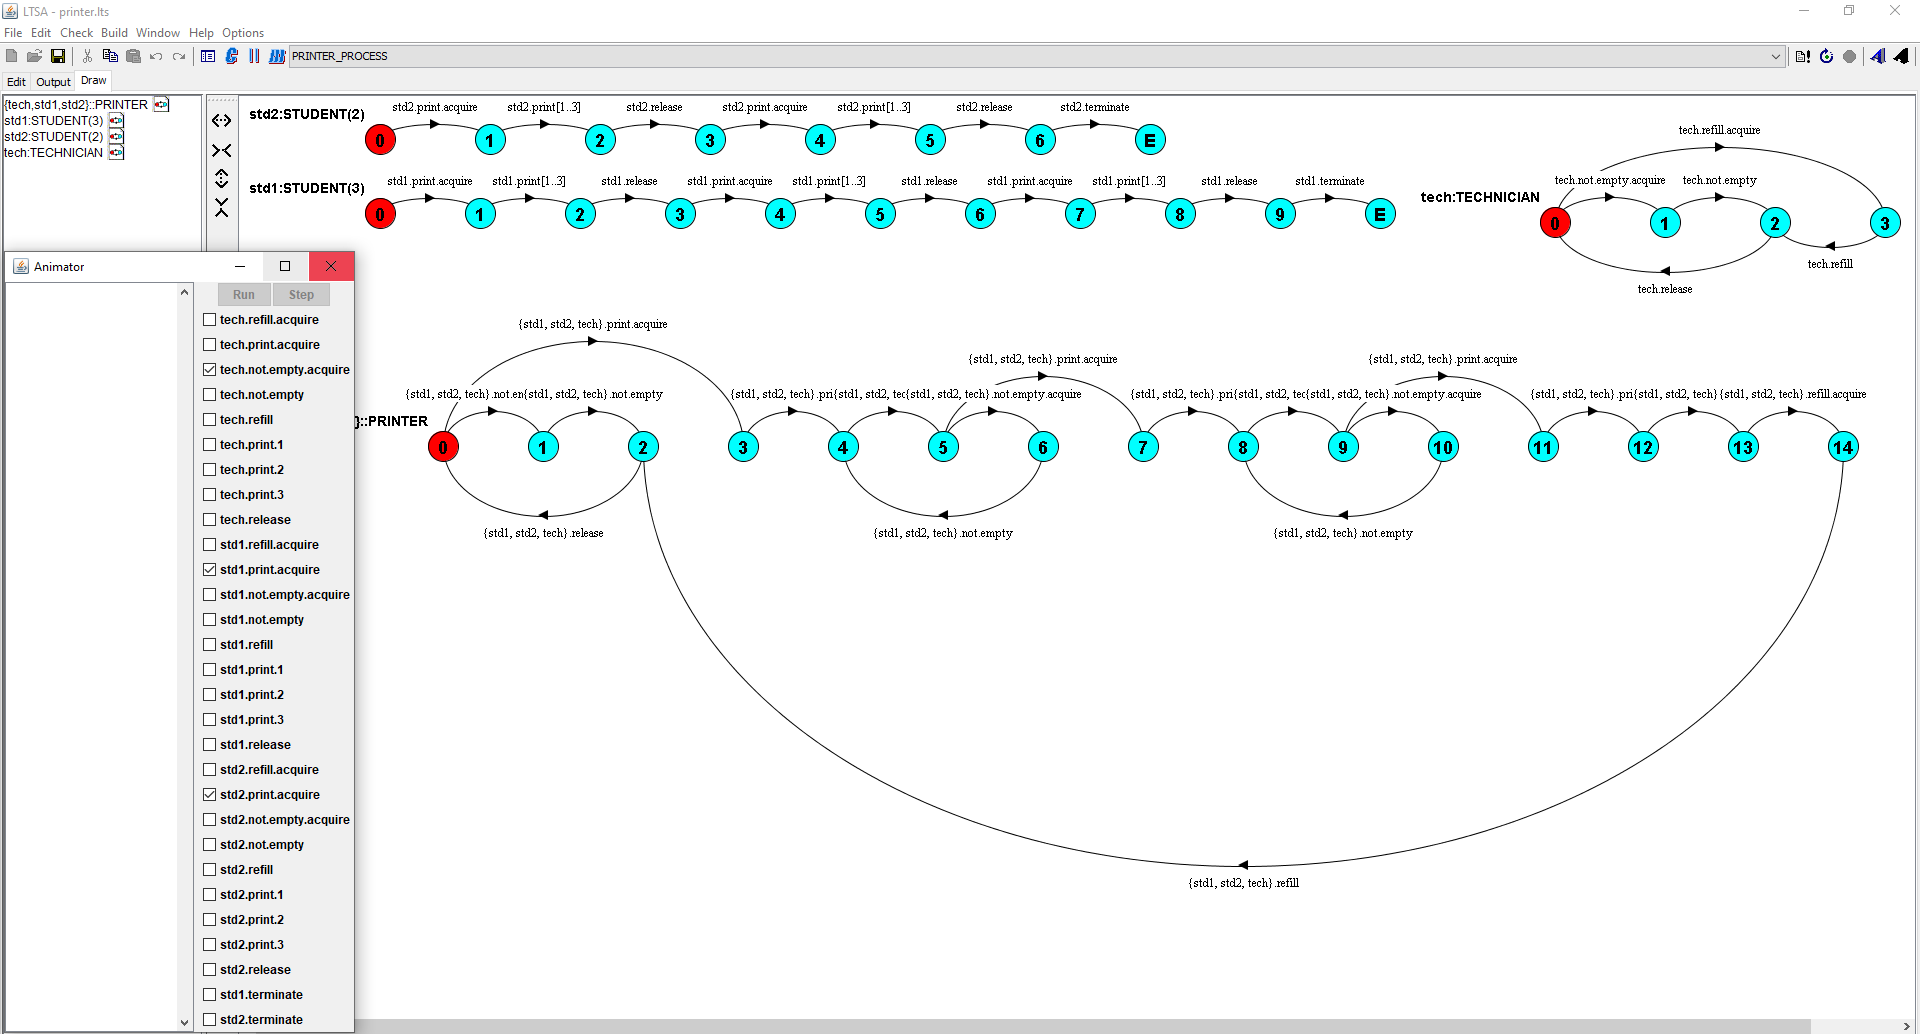 LTSA - printer.lts
File Edit Check Build Window Help Options
PRINTER_PROCESS
Edit Output Draw
{tech,std1,std2}::PRINTER
std1:STUDENT(3)
std2:STUDENT(2)
tech:TECHNICIAN
std2:STUDENT(2)
std2.print.acquire std2.print[1..3] std2.release std2.print.acquire std2.print[1..3] std2.release std2.terminate
0 1 2 3 4 5 6 E
std1:STUDENT(3)
std1.print.acquire std1.print[1..3] std1.release std1.print.acquire std1.print[1..3] std1.release std1.print.acquire std1.print[1..3] std1.release std1.terminate
0 1 2 3 4 5 6 7 8 9 E
tech:TECHNICIAN
tech.refill.acquire
tech.not.empty.acquire tech.not.empty
0 1 2 3
tech.refill
tech.release
Animator
Run Step
tech.refill.acquire
tech.print.acquire
tech.not.empty.acquire
tech.not.empty
tech.refill
tech.print.1
tech.print.2
tech.print.3
tech.release
std1.refill.acquire
std1.print.acquire
std1.not.empty.acquire
std1.not.empty
std1.refill
std1.print.1
std1.print.2
std1.print.3
std1.release
std2.refill.acquire
std2.print.acquire
std2.not.empty.acquire
std2.not.empty
std2.refill
std2.print.1
std2.print.2
std2.print.3
std2.release
std1.terminate
std2.terminate
{std1, std2, tech}.print.acquire
{std1, std2, tech}.print.acquire {std1, std2, tech}.print.acquire
{std1, std2, tech}.not.en{std1, std2, tech}.not.empty {std1, std2, tech}.pri{std1, std2, tec{std1, std2, tech}.not.empty.acquire {std1, std2, tech}.pri{std1, std2, tec{std1, std2, tech}.not.empty.acquire {std1, std2, tech}.pri{std1, std2, tech}{std1, std2, tech}.refill.acquire
}::PRINTER
0 1 2 3 4 5 6 7 8 9 10 11 12 13 14
{std1, std2, tech}.release {std1, std2, tech}.not.empty {std1, std2, tech}.not.empty
{std1, std2, tech}.refill